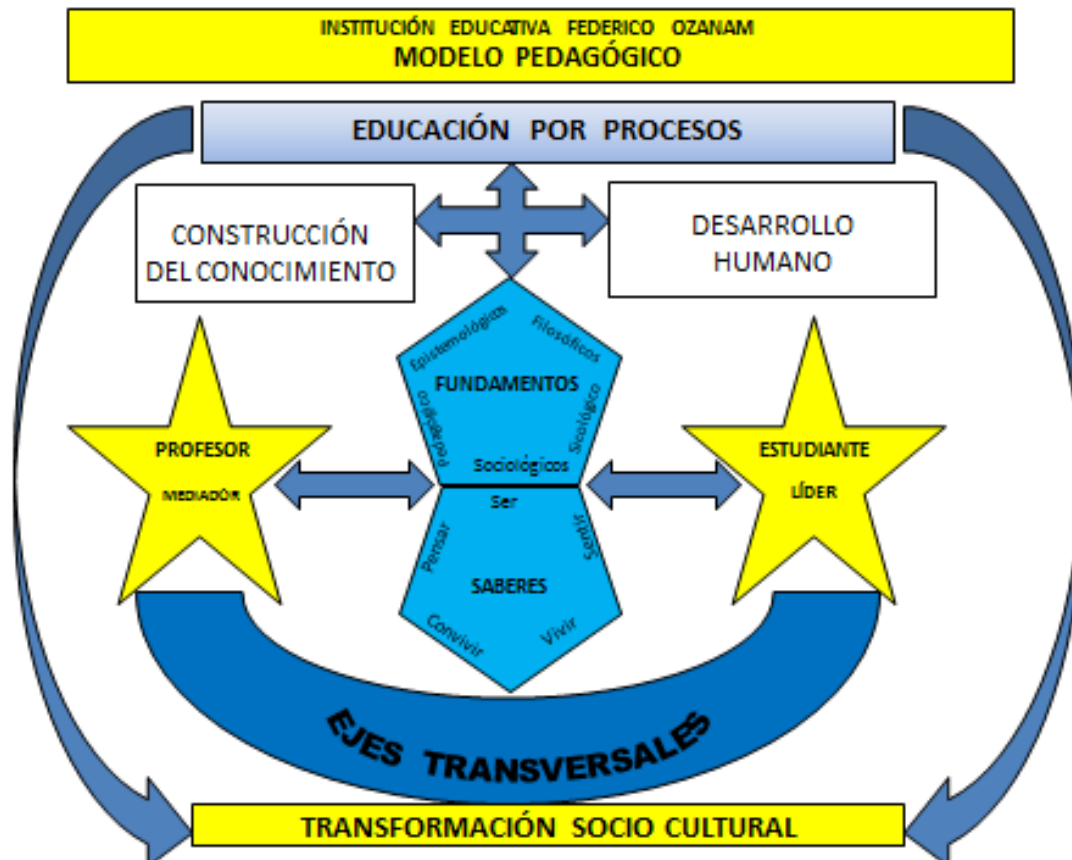 INSTITUCIÓN EDUCATIVA FEDERICO OZANAM
MODELO PEDAGÓGICO
EDUCACIÓN POR PROCESOS
CONSTRUCCIÓN
DEL CONOCIMIENTO
DESARROLLO
HUMANO
Epistemológicos
Filosóficos
FUNDAMENTOS
Pedagógico
Sicológico
Sociológicos
PROFESOR
MEDIADOR
ESTUDIANTE
LÍDER
Ser
Pensar
Sentir
SABERES
Convivir
Vivir
EJES TRANSVERSALES
TRANSFORMACIÓN SOCIO CULTURAL